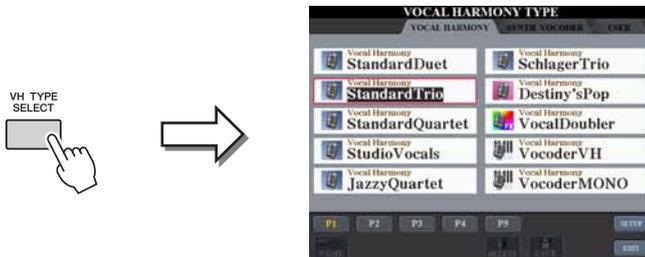 VH TYPE
SELECT
VOCAL HARMONY TYPE
VOCAL HARMONY
SYNTH VOCODER
USER
Vocal Harmony
StandardDuet
Vocal Harmony
SchlagerTrio
Vocal Harmony
StandardTrio
Vocal Harmony
Destiny'sPop
Vocal Harmony
StandardQuartet
Vocal Harmony
VocalDoubler
Vocal Harmony
StudioVocals
Vocal Harmony
VocoderVH
Vocal Harmony
JazzyQuartet
Vocal Harmony
VocoderMONO
P1
P2
P3
P4
P5
SETUP
EDIT